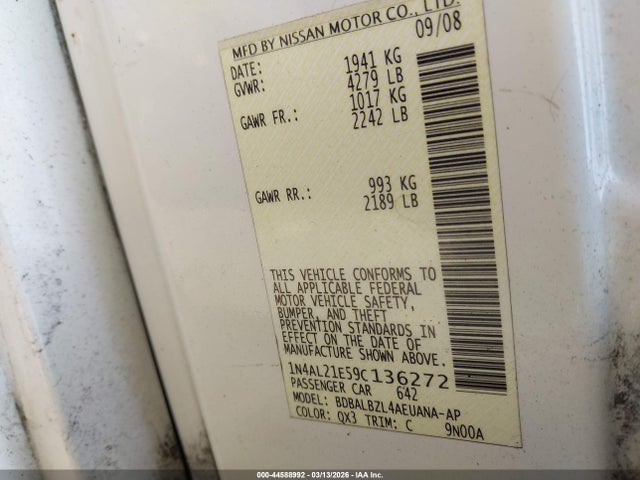 MFD BY NISSAN MOTOR CO., LTD.
DATE: 09/08
GVWR: 1941 KG
4279 LB
GAWR FR.: 1017 KG
2242 LB
GAWR RR.: 993 KG
2189 LB
THIS VEHICLE CONFORMS TO
ALL APPLICABLE FEDERAL
MOTOR VEHICLE SAFETY,
BUMPER, AND THEFT
PREVENTION STANDARDS IN
EFFECT ON THE DATE OF
MANUFACTURE SHOWN ABOVE.
1N4AL21E59C136272
PASSENGER CAR 642
MODEL: BDBALBZL4AEUANA-AP
COLOR: QX3 TRIM: C 9N00A
000-44588992 - 03/13/2026 - IAA Inc.